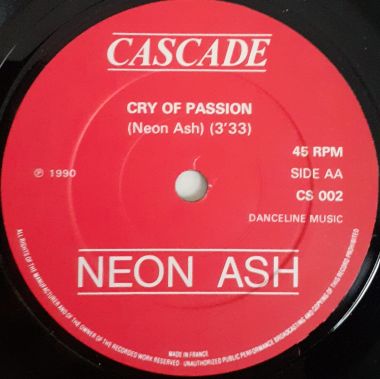 CASCADE
CRY OF PASSION
(Neon Ash) (3'33)
45 RPM
℗ 1990
SIDE AA
CS 002
DANCELINE MUSIC
NEON ASH
ALL RIGHTS OF THE MANUFACTURER AND OF THE OWNER OF THE RECORDED WORK RESERVED UNAUTHORIZED PUBLIC PERFORMANCE BROADCASTING AND COPYING OF THIS RECORD PROHIBITED
MADE IN FRANCE